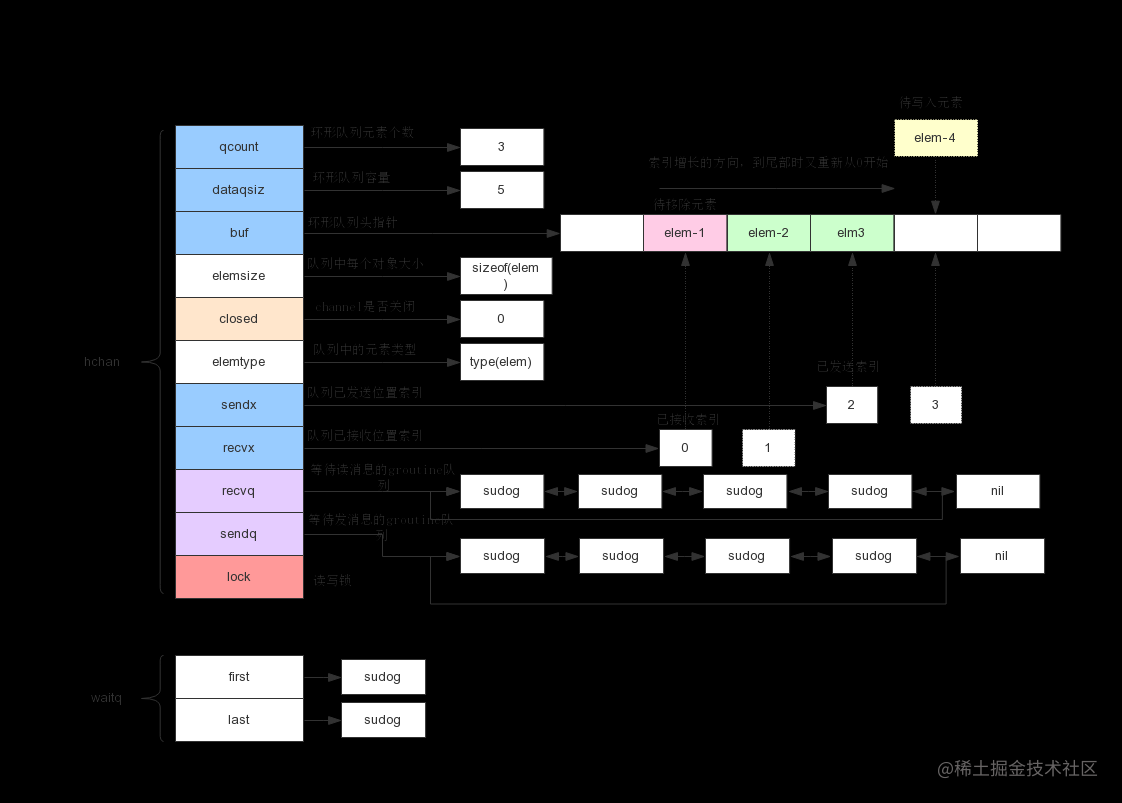 待写入元素
elem-4
索引增长的方向，到尾部时又重新从0开始
待移除元素
elem-1
elem-2
elm3
hchan
qcount
环形队列元素个数
3
dataqsiz
环形队列容量
5
buf
环形队列头指针
elemsize
队列中每个对象大小
sizeof(elem
)
closed
channel是否关闭
0
elemtype
队列中的元素类型
type(elem)
已发送索引
sendx
队列已发送位置索引
2
3
已接收索引
recvx
队列已接收位置索引
0
1
recvq
等待读消息的groutine队
列
sudog
sudog
sudog
sudog
nil
sendq
等待发消息的groutine队
列
sudog
sudog
sudog
sudog
nil
lock
读写锁
waitq
first
sudog
last
sudog
@稀土掘金技术社区